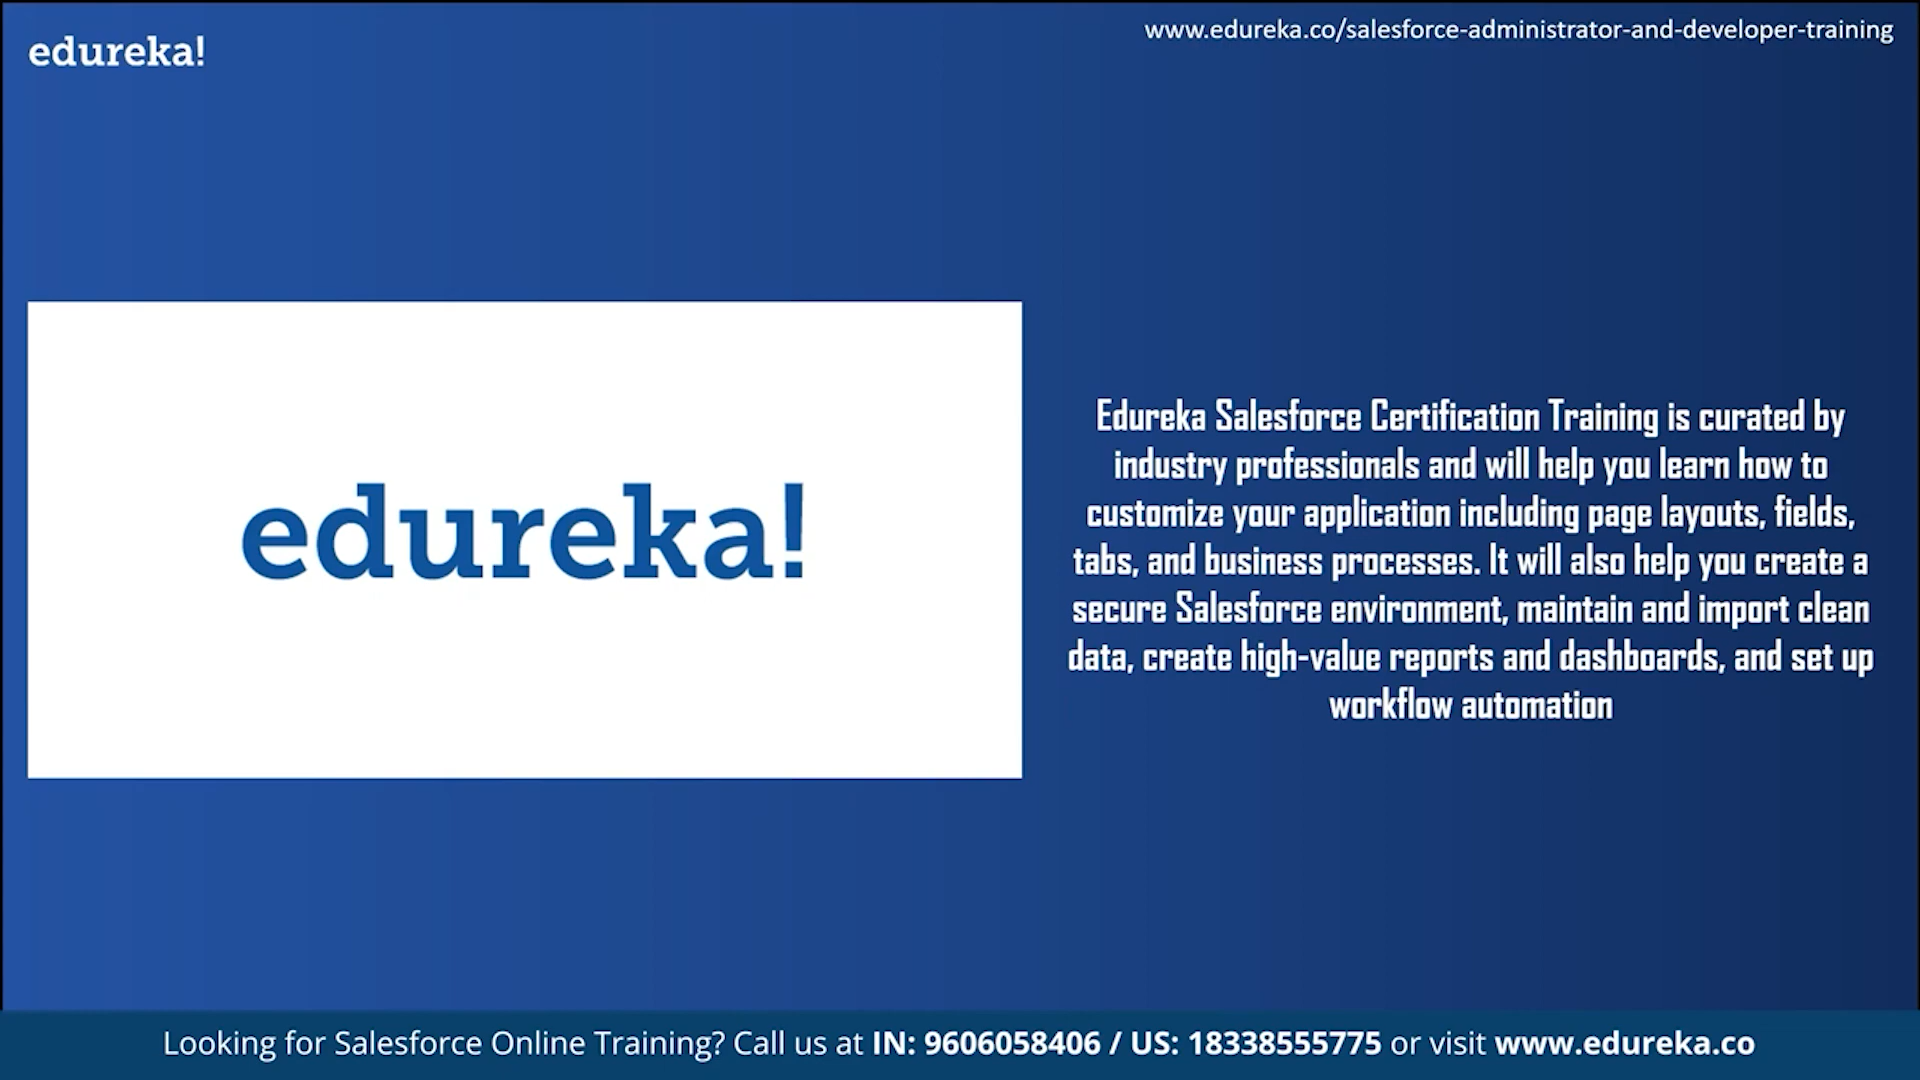 edureka!
www.edureka.co/salesforce-administrator-and-developer-training
edureka!
Edureka Salesforce Certification Training is curated by
industry professionals and will help you learn how to
customize your application including page layouts, fields,
tabs, and business processes. It will also help you create a
secure Salesforce environment, maintain and import clean
data, create high-value reports and dashboards, and set up
workflow automation
Looking for Salesforce Online Training? Call us at IN: 9606058406 / US: 18338555775 or visit www.edureka.co